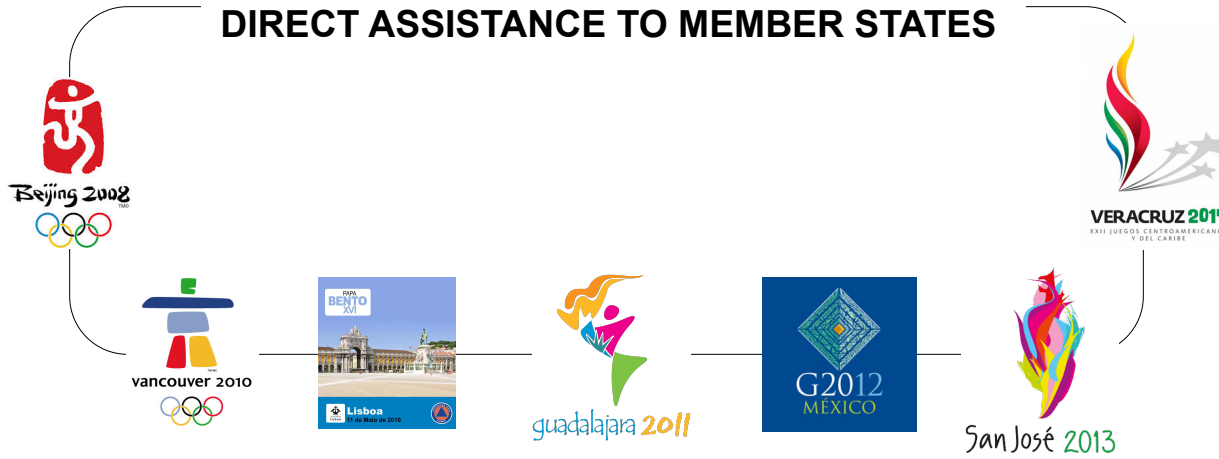 DIRECT ASSISTANCE TO MEMBER STATES
Beijing 2008
VERACRUZ 201
XXII JUEGOS CENTROAMERICANO
Y DEL CARIBE
vancouver 2010
PAPA
BENTO
XVI
Lisboa
11 de Maio de 2010
guadalajara 2011
G2012
MÉXICO
San José 2013